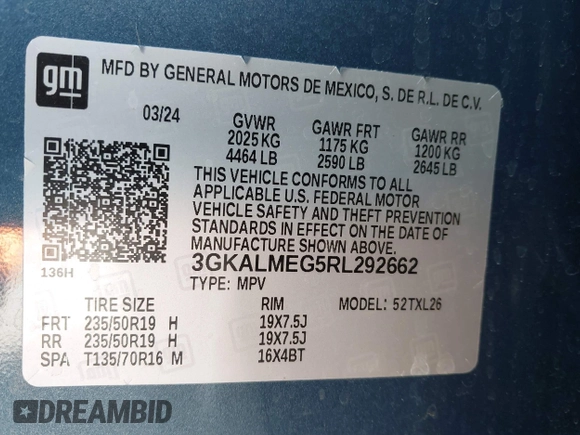 gm
MFD BY GENERAL MOTORS DE MEXICO, S. DE R.L. DE C.V.
03/24
GVWR GAWR FRT GAWR RR
2025 KG 1175 KG 1200 KG
4464 LB 2590 LB 2645 LB
THIS VEHICLE CONFORMS TO ALL
APPLICABLE U.S. FEDERAL MOTOR
VEHICLE SAFETY AND THEFT PREVENTION
STANDARDS IN EFFECT ON THE DATE
OF MANUFACTURE SHOWN ABOVE.
136H
3GKALMEG5RL292662
TYPE: MPV
MODEL: 52TXL26
TIRE SIZE RIM
FRT 235/50R19 H 19X7.5J
RR 235/50R19 H 19X7.5J
SPA T135/70R16 M 16X4BT
DREAMBID